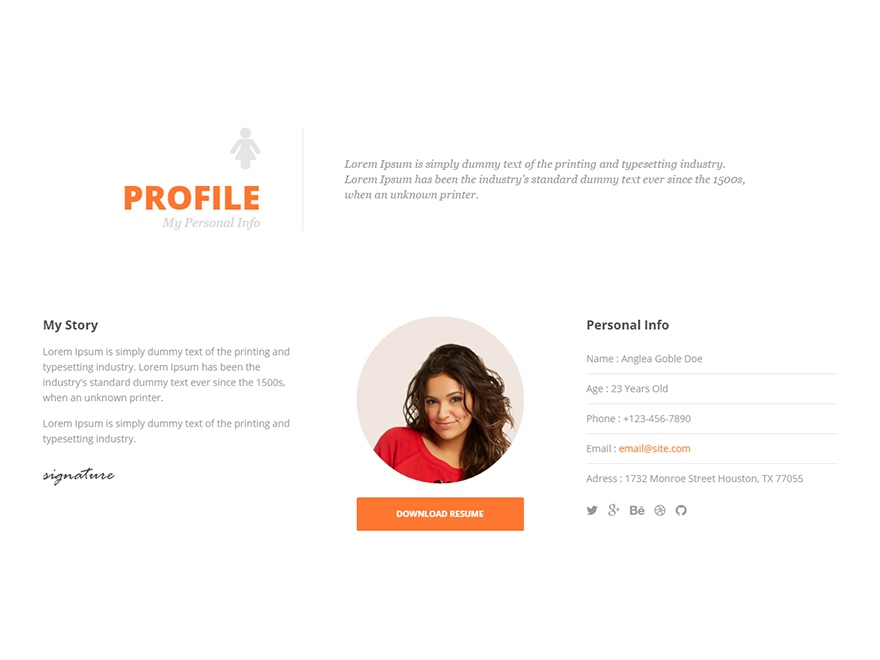 PROFILE
My Personal Info
Lorem Ipsum is simply dummy text of the printing and typesetting industry.
Lorem Ipsum has been the industry's standard dummy text ever since the 1500s,
when an unknown printer.
My Story
Lorem Ipsum is simply dummy text of the printing and
typesetting industry. Lorem Ipsum has been the
industry's standard dummy text ever since the 1500s,
when an unknown printer.
Lorem Ipsum is simply dummy text of the printing and
typesetting industry.
signature
DOWNLOAD RESUME
Personal Info
Name : Anglea Goble Doe
Age : 23 Years Old
Phone : +123-456-7890
Email : email@site.com
Adress : 1732 Monroe Street Houston, TX 77055